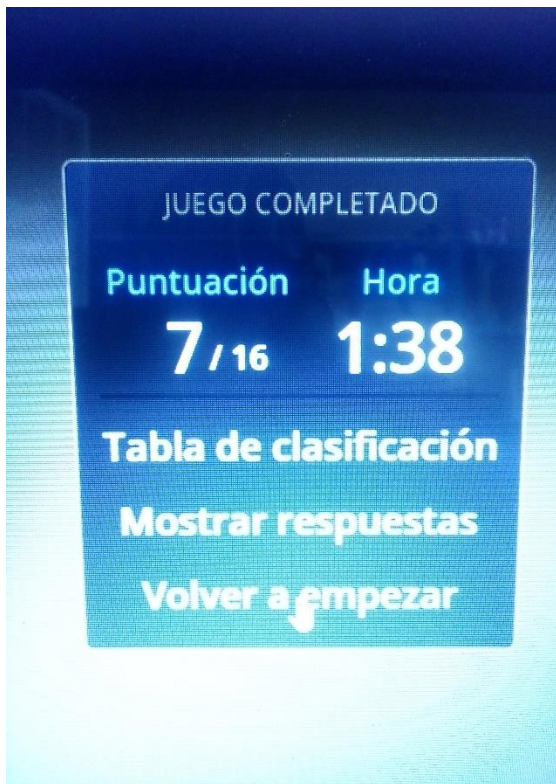 JUEGO COMPLETADO
Puntuación Hora
7 / 16 1:38
Tabla de clasificación
Mostrar respuestas
Volver a empezar